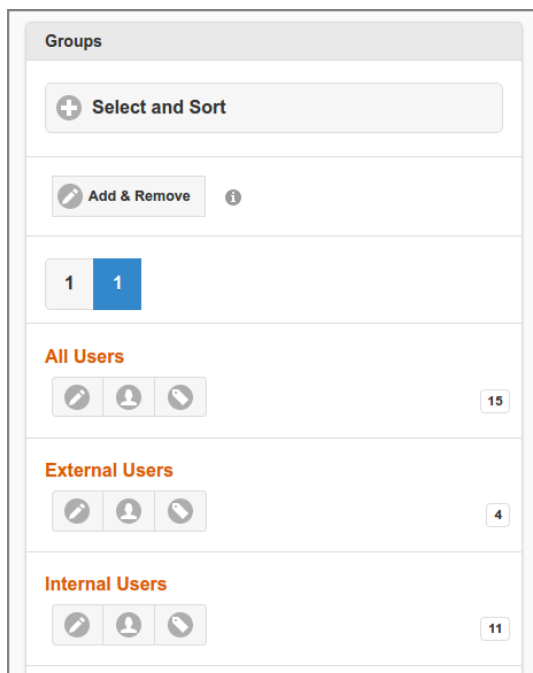 Groups
Select and Sort
Add & Remove
1 1
All Users
15
External Users
4
Internal Users
11